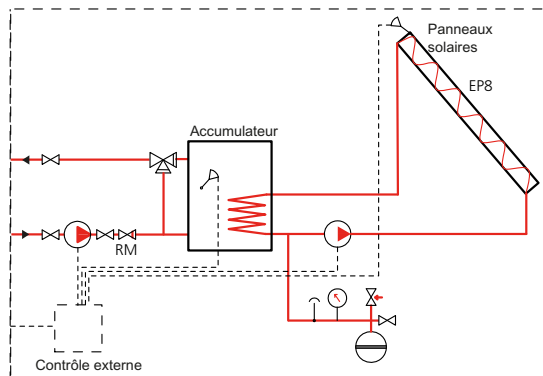 Panneaux
solaires
EP8
Accumulateur
RM
Contrôle externe